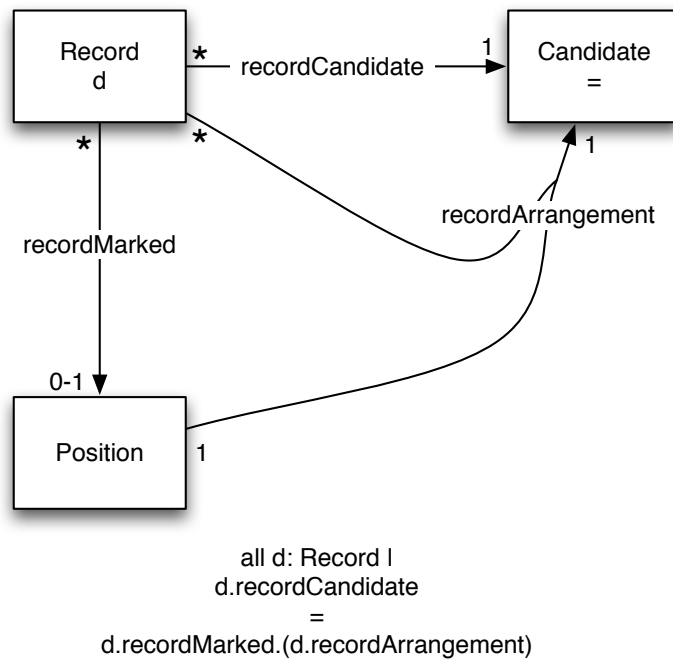 Record
d
*
recordCandidate
1
Candidate
=
*
*
1
recordArrangement
recordMarked
0-1
Position
1
all d: Record |
d.recordCandidate
=
d.recordMarked.(d.recordArrangement)